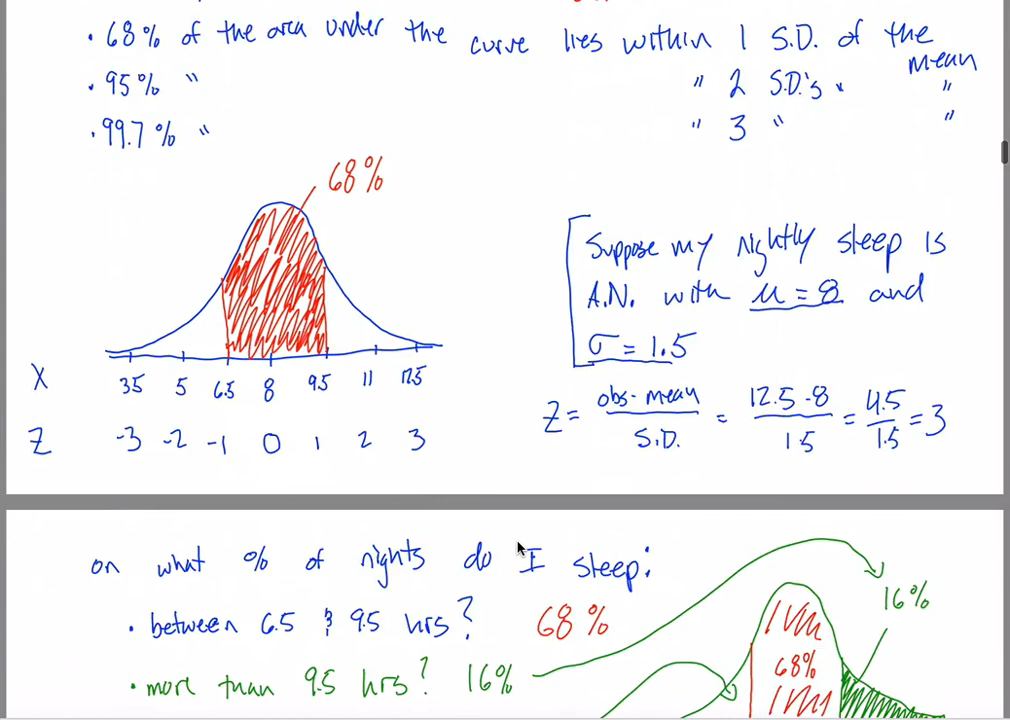 • 68% of the area under the curve lies within 1 S.D. of the mean
• 95% " " 2 S.D.'s " "
• 99.7% " " 3 " "
68%
Suppose my nightly sleep is
A.N. with μ = 8 and
σ = 1.5
X 3.5 5 6.5 8 9.5 11 12.5
Z -3 -2 -1 0 1 2 3
Z = obs - mean / S.D. = 12.5 - 8 / 1.5 = 4.5 / 1.5 = 3
on what % of nights do I sleep:
• between 6.5 & 9.5 hrs? 68%
• more than 9.5 hrs? 16%
16%
68%